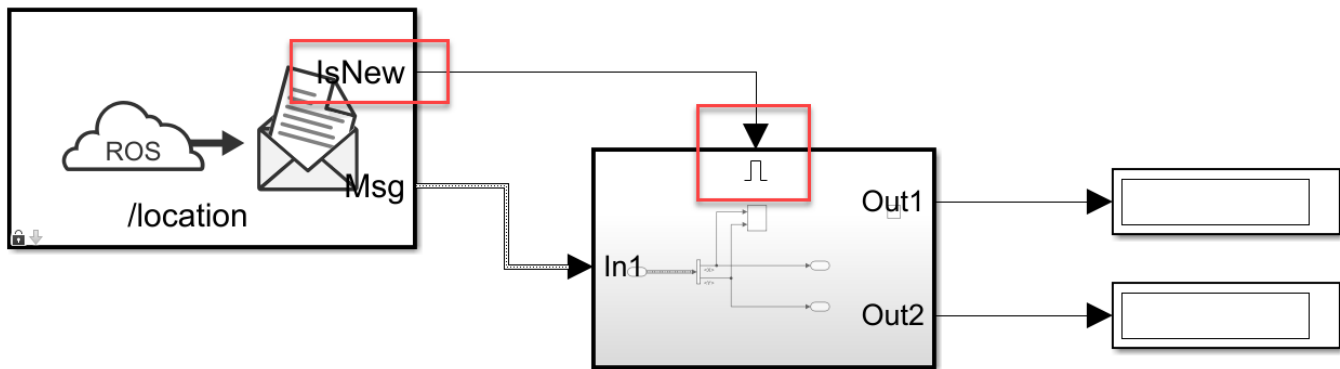 IsNew
ROS
Msg
/location
In1
<X>
<Y>
Out1
Out2